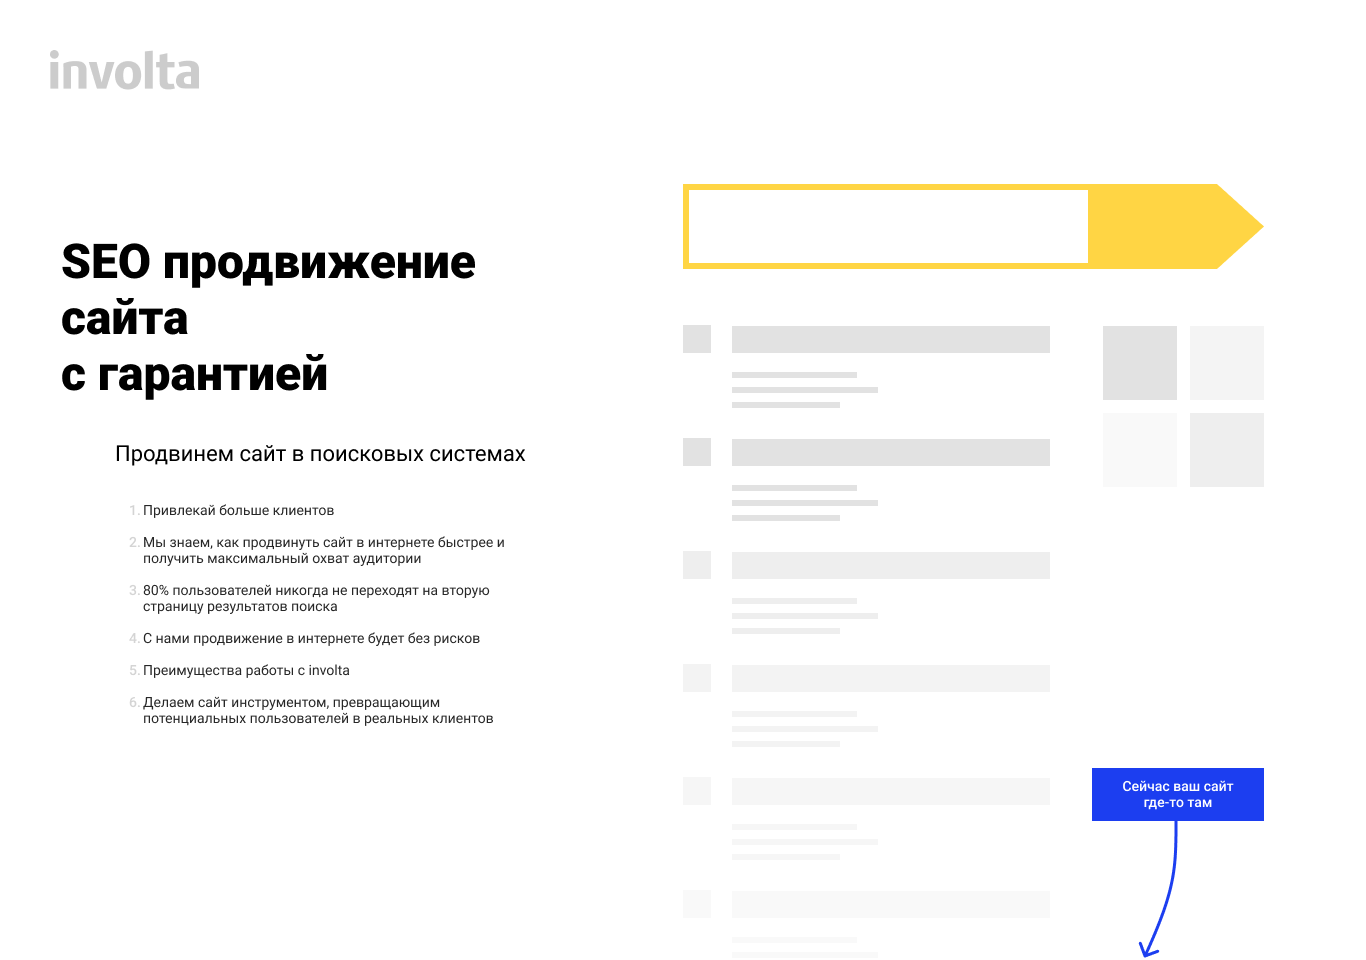 involta
SEO продвижение
сайта
с гарантией
Продвинем сайт в поисковых системах
1. Привлекай больше клиентов
2. Мы знаем, как продвинуть сайт в интернете быстрее и
получить максимальный охват аудитории
3. 80% пользователей никогда не переходят на вторую
страницу результатов поиска
4. С нами продвижение в интернете будет без рисков
5. Преимущества работы с involta
6. Делаем сайт инструментом, превращающим
потенциальных пользователей в реальных клиентов
Сейчас ваш сайт
где-то там